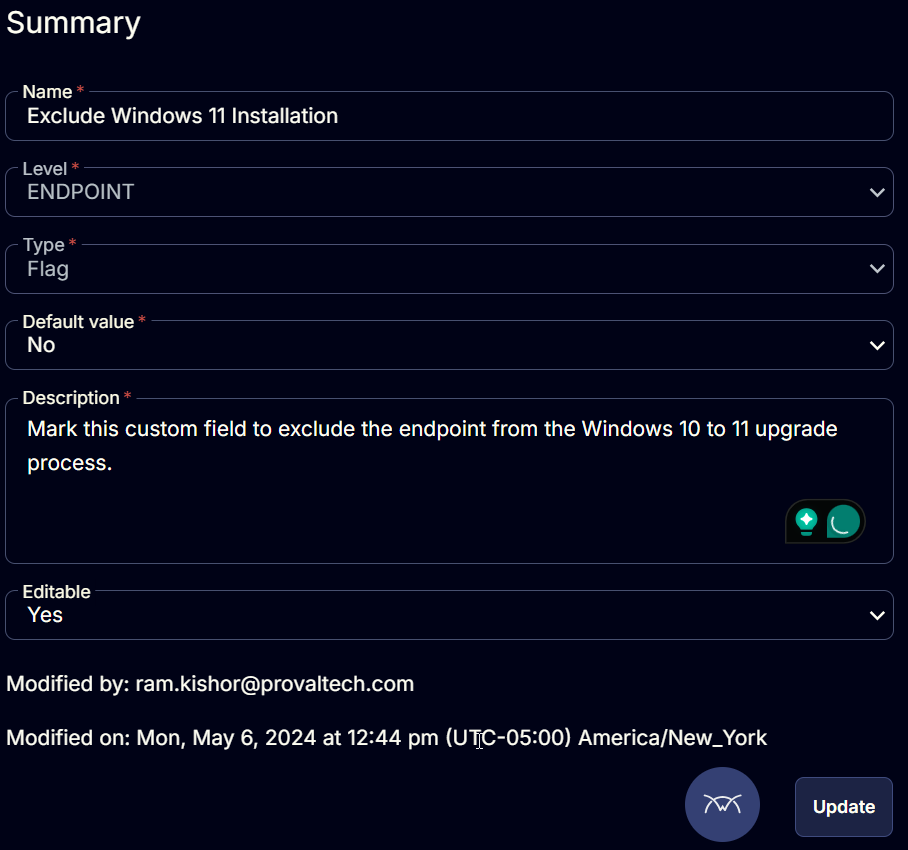 Summary
Name *
Exclude Windows 11 Installation
Level *
ENDPOINT
Type *
Flag
Default value *
No
Description *
Mark this custom field to exclude the endpoint from the Windows 10 to 11 upgrade
process.
Editable
Yes
Modified by: ram.kishor@provaltech.com
Modified on: Mon, May 6, 2024 at 12:44 pm (UTC-05:00) America/New_York
Update